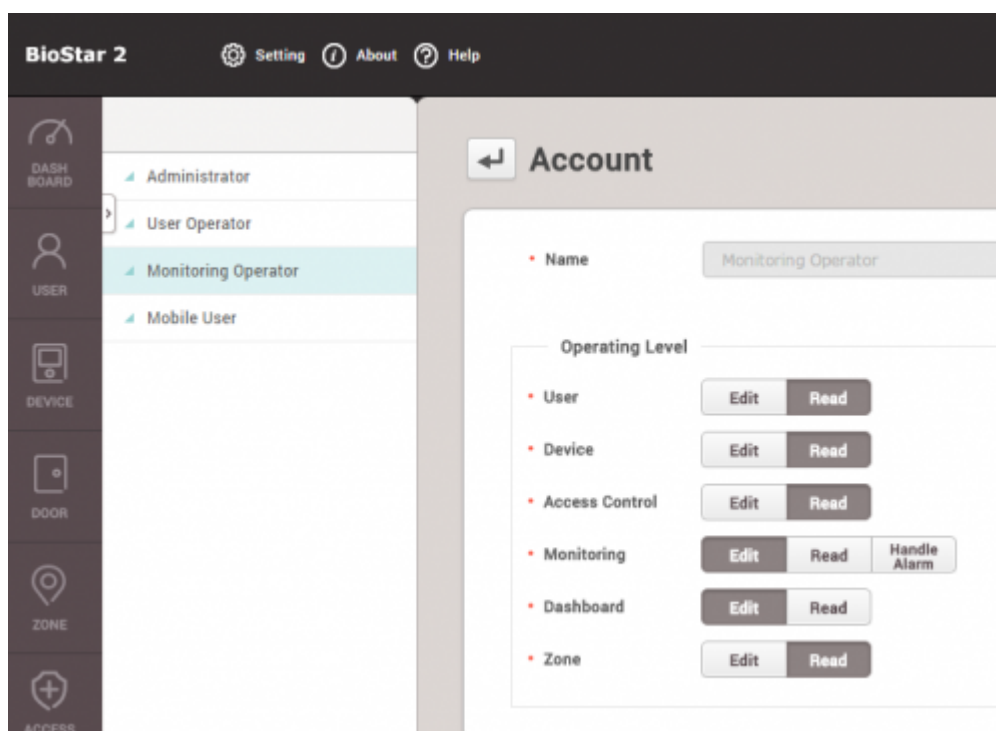 BioStar 2 Setting About Help
DASH
BOARD
USER
DEVICE
DOOR
ZONE
ACCESS
Administrator
User Operator
Monitoring Operator
Mobile User
Account
• Name Monitoring Operator
Operating Level
• User Edit Read
• Device Edit Read
• Access Control Edit Read
• Monitoring Edit Read Handle Alarm
• Dashboard Edit Read
• Zone Edit Read